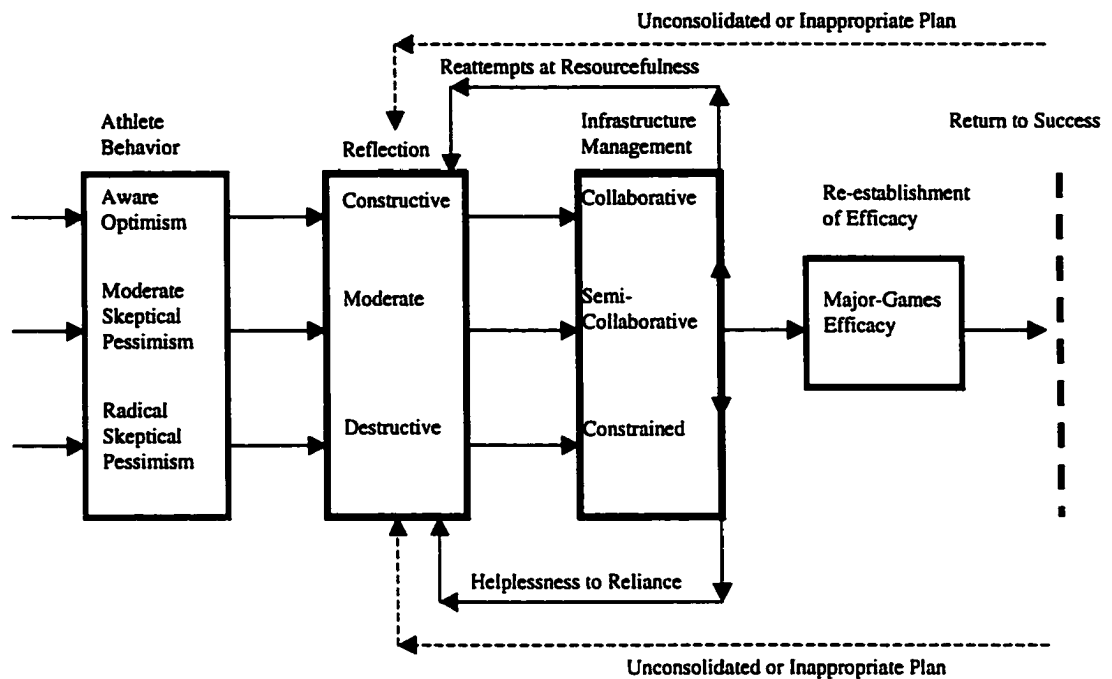 Unconsolidated or Inappropriate Plan
Reattempts at Resourcefulness
Athlete
Behavior
Reflection
Infrastructure
Management
Return to Success
Aware
Optimism
Constructive
Collaborative
Re-establishment
of Efficacy
Moderate
Skeptical
Pessimism
Moderate
Semi-
Collaborative
Major-Games
Efficacy
Radical
Skeptical
Pessimism
Destructive
Constrained
Helplessness to Reliance
Unconsolidated or Inappropriate Plan